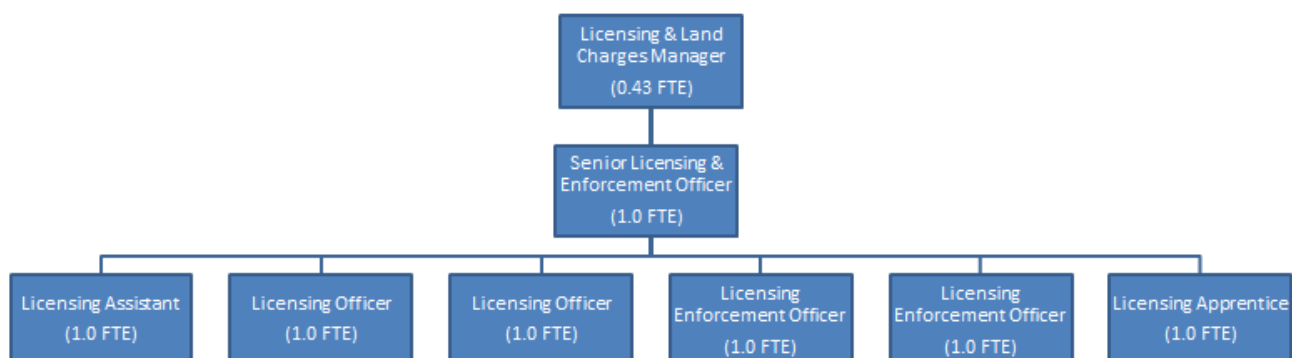 Licensing & Land
Charges Manager
(0.43 FTE)
Senior Licensing &
Enforcement Officer
(1.0 FTE)
Licensing Assistant
(1.0 FTE)
Licensing Officer
(1.0 FTE)
Licensing Officer
(1.0 FTE)
Licensing
Enforcement Officer
(1.0 FTE)
Licensing
Enforcement Officer
(1.0 FTE)
Licensing Apprentice
(1.0 FTE)